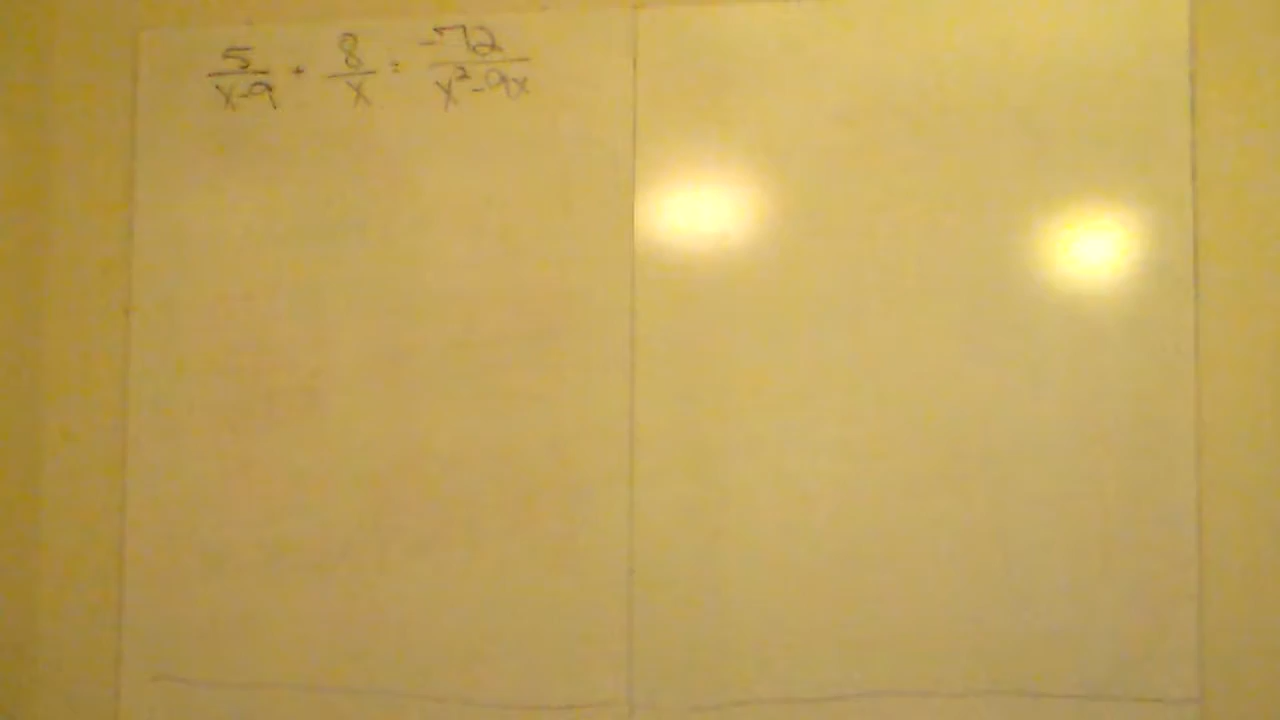 5/(x-9) + 8/x = -72/(x²-9x)